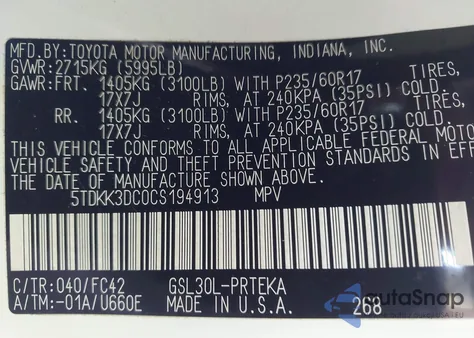 MFD.BY:TOYOTA MOTOR MANUFACTURING, INDIANA, INC.
GVWR:2715KG (5995LB)
GAWR:FRT. 1405KG (3100LB) WITH P235/60R17 TIRES,
17X7J RIMS, AT 240KPA (35PSI) COLD.
RR. 1405KG (3100LB) WITH P235/60R17 TIRES,
17X7J RIMS, AT 240KPA (35PSI) COLD.
THIS VEHICLE CONFORMS TO ALL APPLICABLE FEDERAL MOTO
VEHICLE SAFETY AND THEFT PREVENTION STANDARDS IN EFF
THE DATE OF MANUFACTURE SHOWN ABOVE.
5TDKK3DC0CS194913 MPV
C/TR:040/FC42 GSL30L-PRTEKA
A/TM:-01A/U660E MADE IN U.S.A. 268
autaSnap